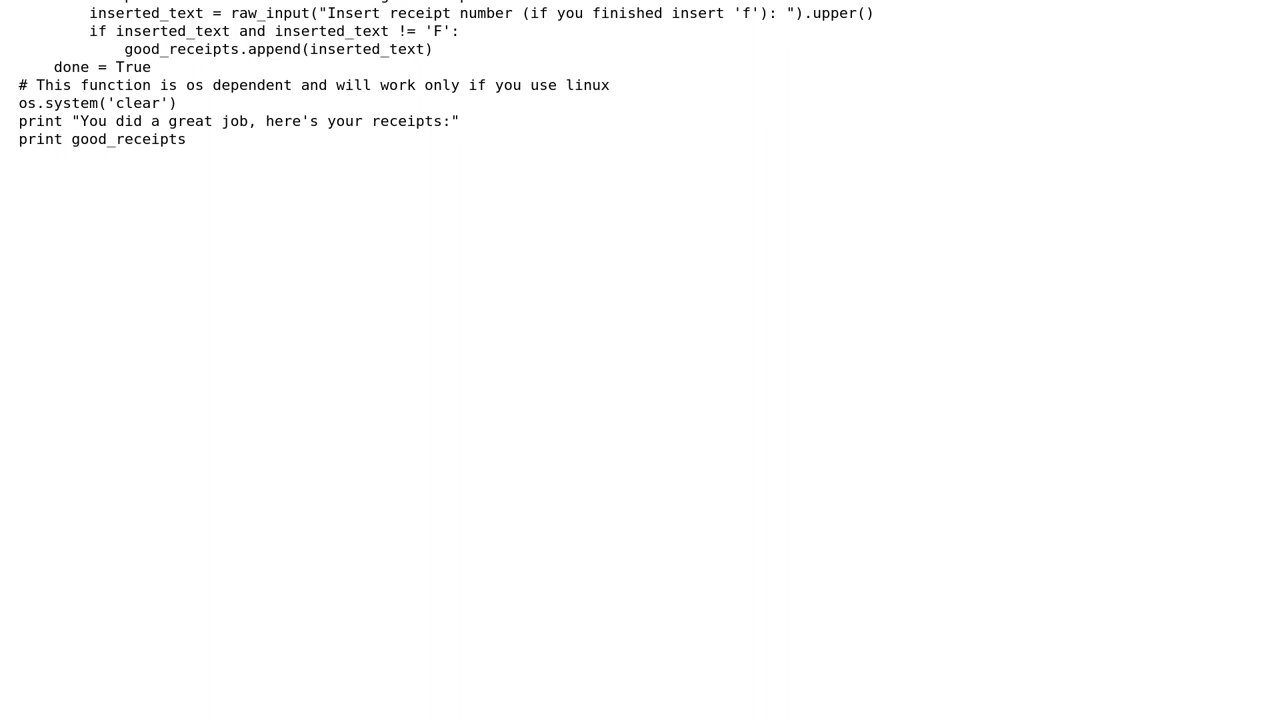 inserted_text = raw_input("Insert receipt number (if you finished insert 'f'): ").upper()
if inserted_text and inserted_text != 'F':
good_receipts.append(inserted_text)
done = True
# This function is os dependent and will work only if you use linux
os.system('clear')
print "You did a great job, here's your receipts:"
print good_receipts